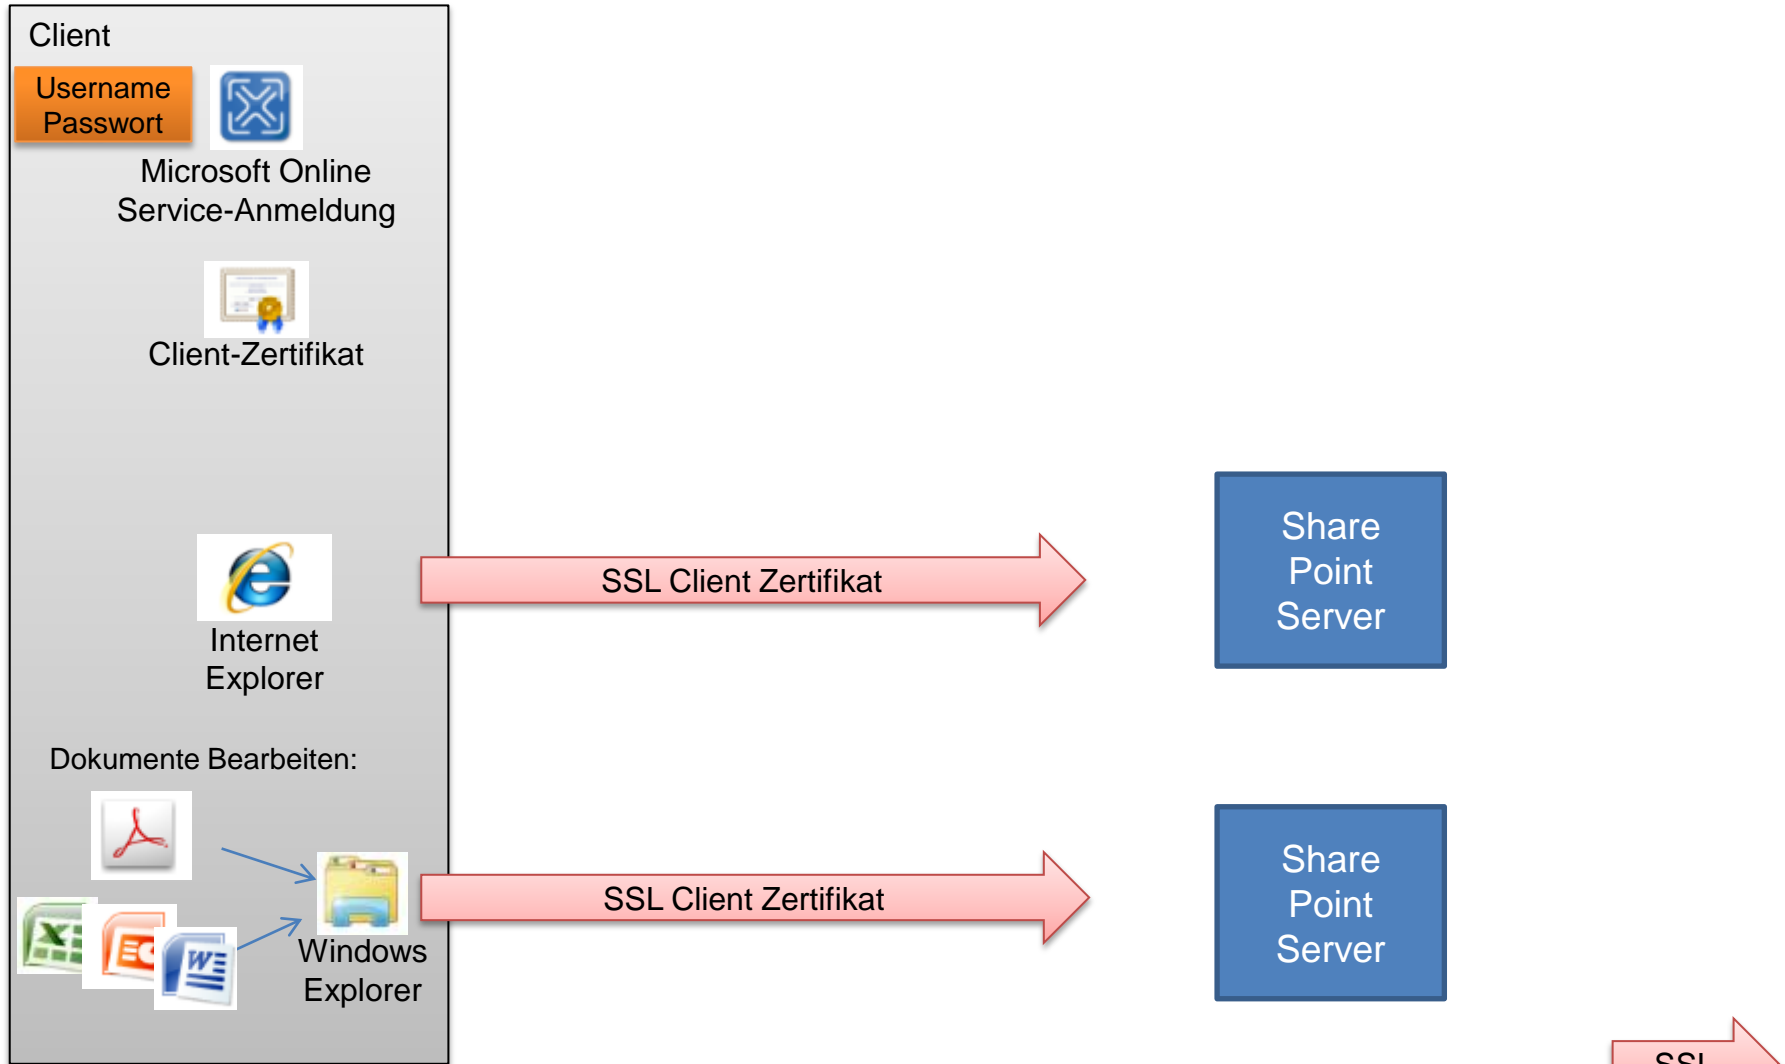 Client
Username
Passwort
Microsoft Online
Service-Anmeldung
Client-Zertifikat
Internet
Explorer
SSL Client Zertifikat
Share
Point
Server
Dokumente Bearbeiten:
Windows
Explorer
SSL Client Zertifikat
Share
Point
Server
SSL